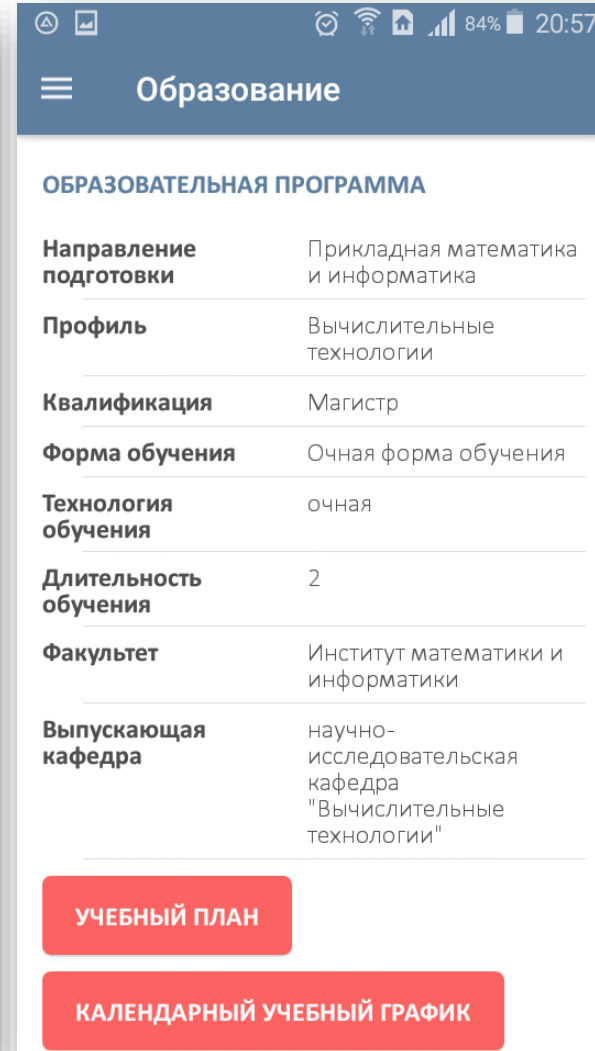 84% 20:57
Образование
ОБРАЗОВАТЕЛЬНАЯ ПРОГРАММА
Направление подготовки
Прикладная математика
и информатика
Профиль
Вычислительные
технологии
Квалификация
Магистр
Форма обучения
Очная форма обучения
Технология
обучения
очная
Длительность
обучения
2
Факультет
Институт математики и
информатики
Выпускающая
кафедра
научно-
исследовательская
кафедра
"Вычислительные
технологии"
УЧЕБНЫЙ ПЛАН
КАЛЕНДАРНЫЙ УЧЕБНЫЙ ГРАФИК